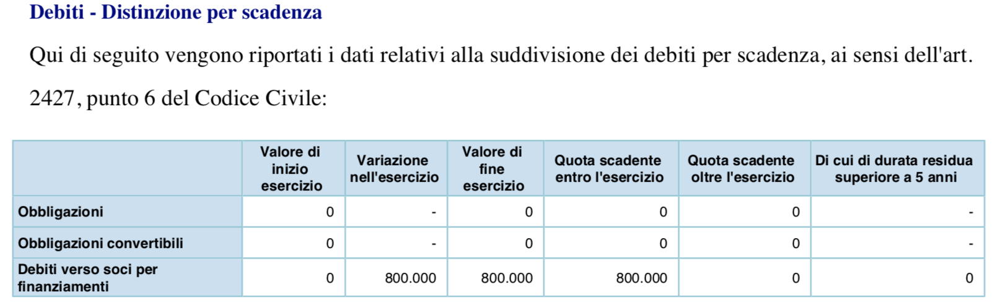 Debiti - Distinzione per scadenza
Qui di seguito vengono riportati i dati relativi alla suddivisione dei debiti per scadenza, ai sensi dell'art.
2427, punto 6 del Codice Civile:
Valore di inizio esercizio | Variazione nell'esercizio | Valore di fine esercizio | Quota scadente entro l'esercizio | Quota scadente oltre l'esercizio | Di cui di durata residua superiore a 5 anni
Obbligazioni | 0 | - | 0 | 0 | 0 | -
Obbligazioni convertibili | 0 | - | 0 | 0 | 0 | -
Debiti verso soci per finanziamenti | 0 | 800.000 | 800.000 | 800.000 | 0 | 0